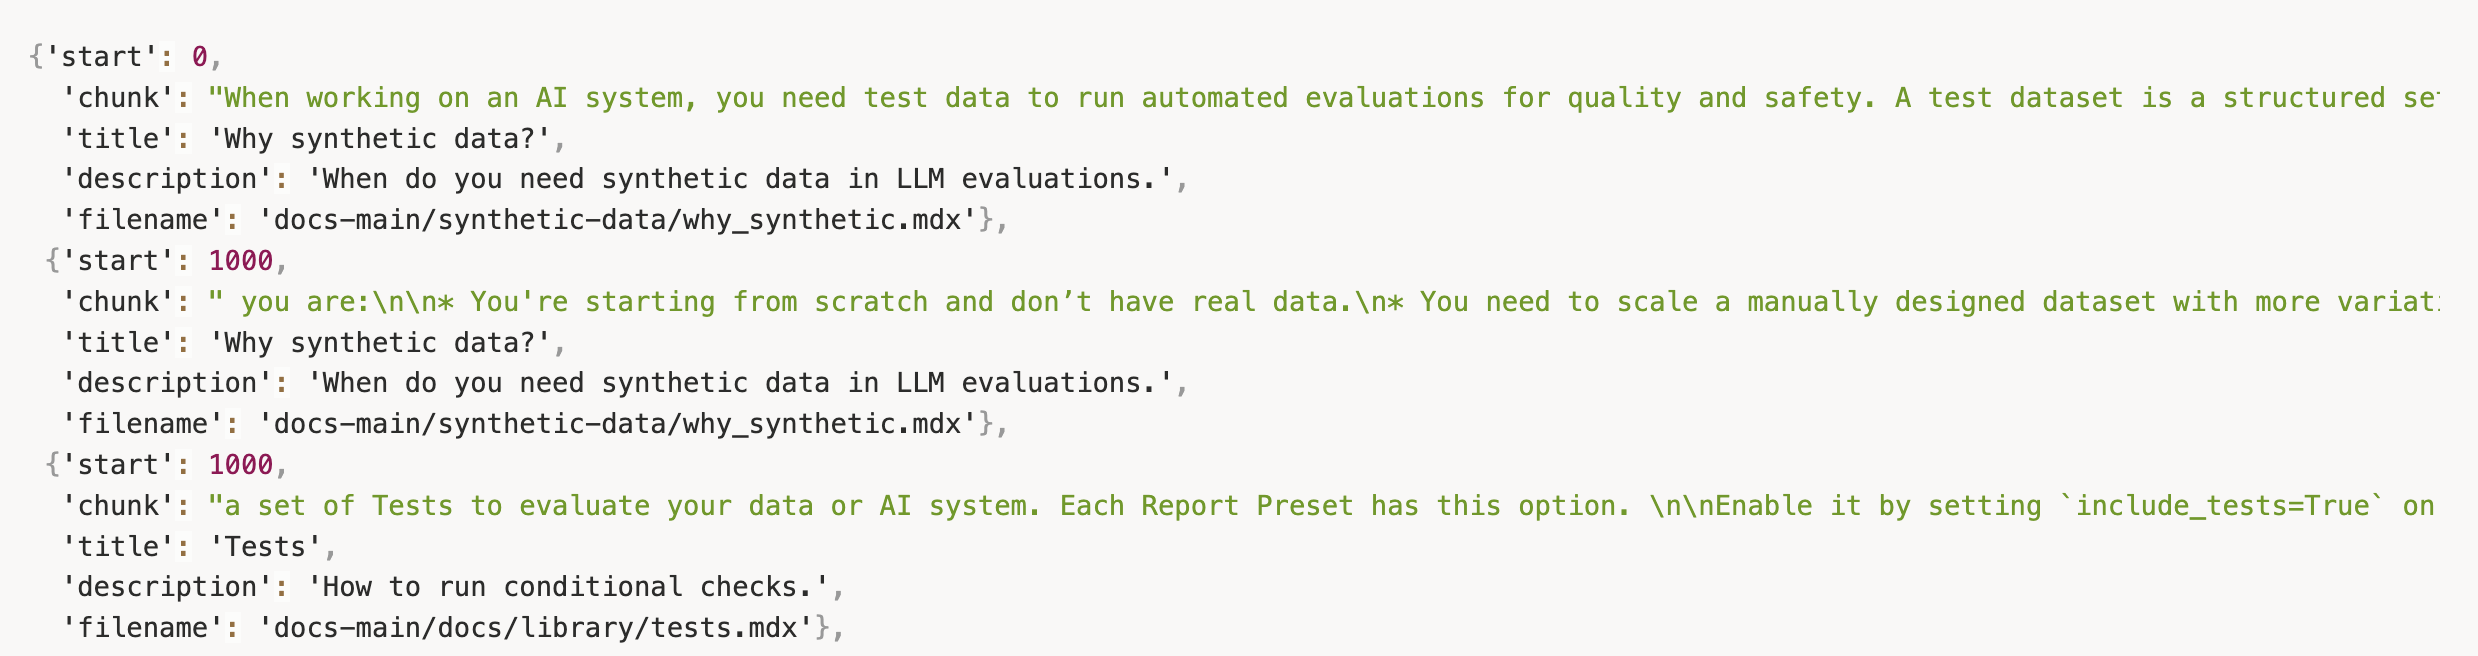 {'start': 0,
'chunk': "When working on an AI system, you need test data to run automated evaluations for quality and safety. A test dataset is a structured
'title': 'Why synthetic data?',
'description': 'When do you need synthetic data in LLM evaluations.',
'filename': 'docs-main/synthetic-data/why_synthetic.mdx'},
{'start': 1000,
'chunk': " you are:\n\n* You're starting from scratch and don’t have real data.\n* You need to scale a manually designed dataset with more
'title': 'Why synthetic data?',
'description': 'When do you need synthetic data in LLM evaluations.',
'filename': 'docs-main/synthetic-data/why_synthetic.mdx'},
{'start': 1000,
'chunk': "a set of Tests to evaluate your data or AI system. Each Report Preset has this option. \n\nEnable it by setting `include_tests=True` on
'title': 'Tests',
'description': 'How to run conditional checks.',
'filename': 'docs-main/docs/library/tests.mdx'},